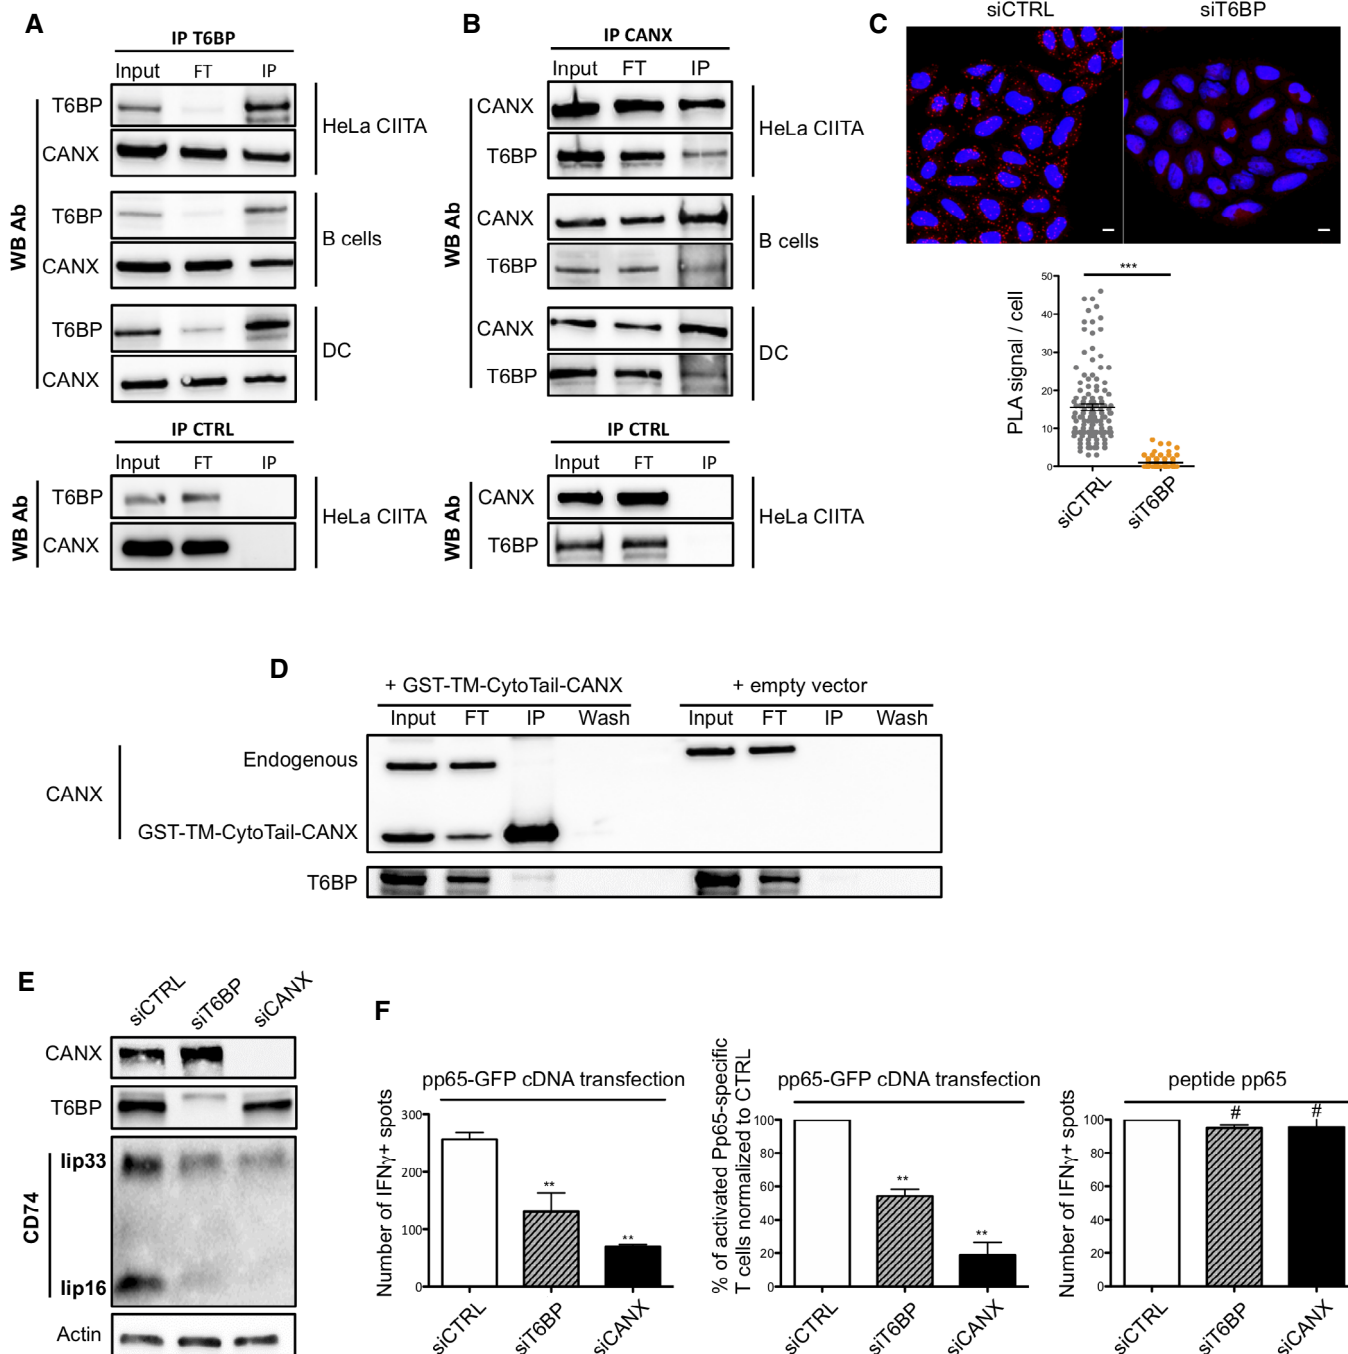 A
IP T6BP
Input FT IP
WB Ab
T6BP
CANX
HeLa CIITA
T6BP
CANX
B cells
T6BP
CANX
DC
IP CTRL
Input FT IP
WB Ab
T6BP
CANX
HeLa CIITA
B
IP CANX
Input FT IP
WB Ab
CANX
T6BP
HeLa CIITA
CANX
T6BP
B cells
CANX
T6BP
DC
IP CTRL
Input FT IP
WB Ab
CANX
T6BP
HeLa CIITA
C
siCTRL siT6BP
PLA signal / cell
50
40
30
20
10
0
***
siCTRL siT6BP
D
+ GST-TM-CytoTail-CANX + empty vector
Input FT IP Wash Input FT IP Wash
CANX
Endogenous
GST-TM-CytoTail-CANX
T6BP
E
siCTRL siT6BP siCANX
CANX
T6BP
CD74
Iip33
Iip16
Actin
F
pp65-GFP cDNA transfection
Number of IFNγ+ spots
300
200
100
0
**
**
siCTRL siT6BP siCANX
pp65-GFP cDNA transfection
% of activated Pp65-specific
T cells normalized to CTRL
100
80
60
40
20
0
**
**
siCTRL siT6BP siCANX
peptide pp65
Number of IFNγ+ spots
100
80
60
40
20
0
#
#
siCTRL siT6BP siCANX